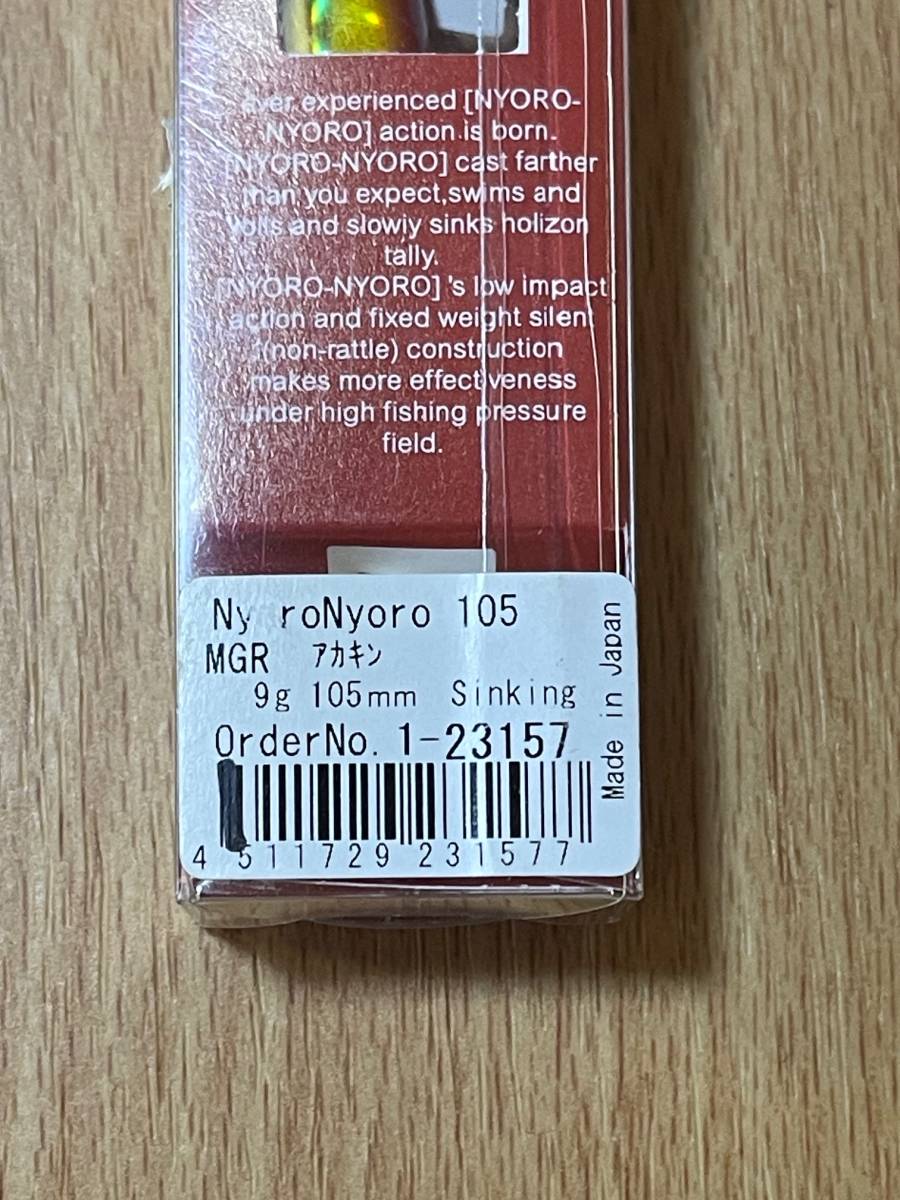 ever experienced [NYORO-
NYORO] action is born.
[NYORO-NYORO] cast farther
than you expect,swims and
rolls and slowly sinks holizon
tally.
[NYORO-NYORO] 's low impact
action and fixed weight silent
(non-rattle) construction
makes more effectiveness
under high fishing pressure
field.
Ny roNyoro 105
MGR アカキン
9g 105mm Sinking
OrderNo. 1-23157
4 511729 231577
Made in Japan